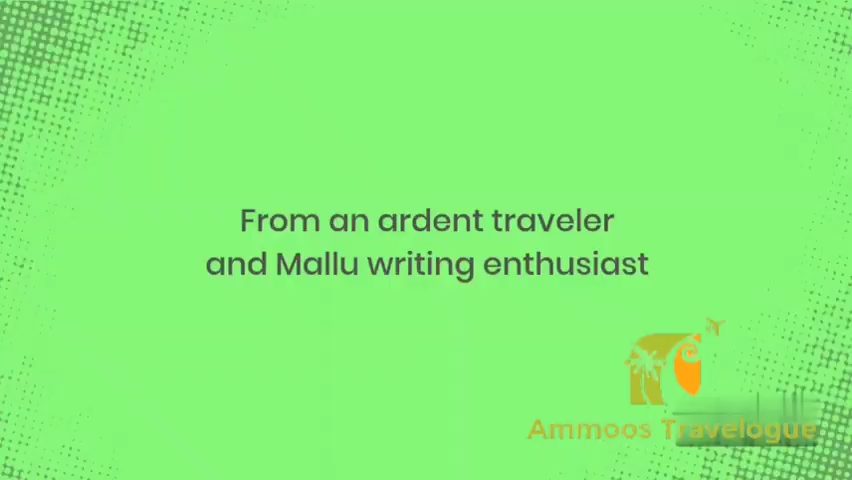 From an ardent traveler
and Mallu writing enthusiast
Ammoos Travelogue